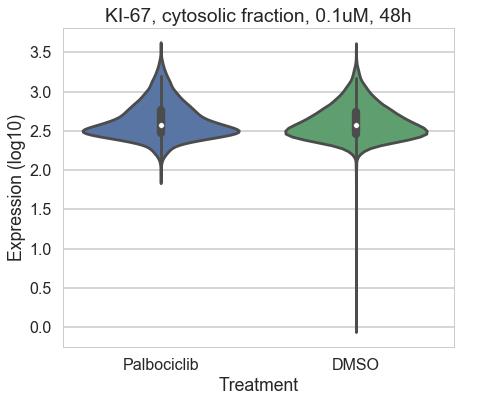 KI-67, cytosolic fraction, 0.1uM, 48h
Expression (log10)
3.5
3.0
2.5
2.0
1.5
1.0
0.5
0.0
Palbociclib
DMSO
Treatment